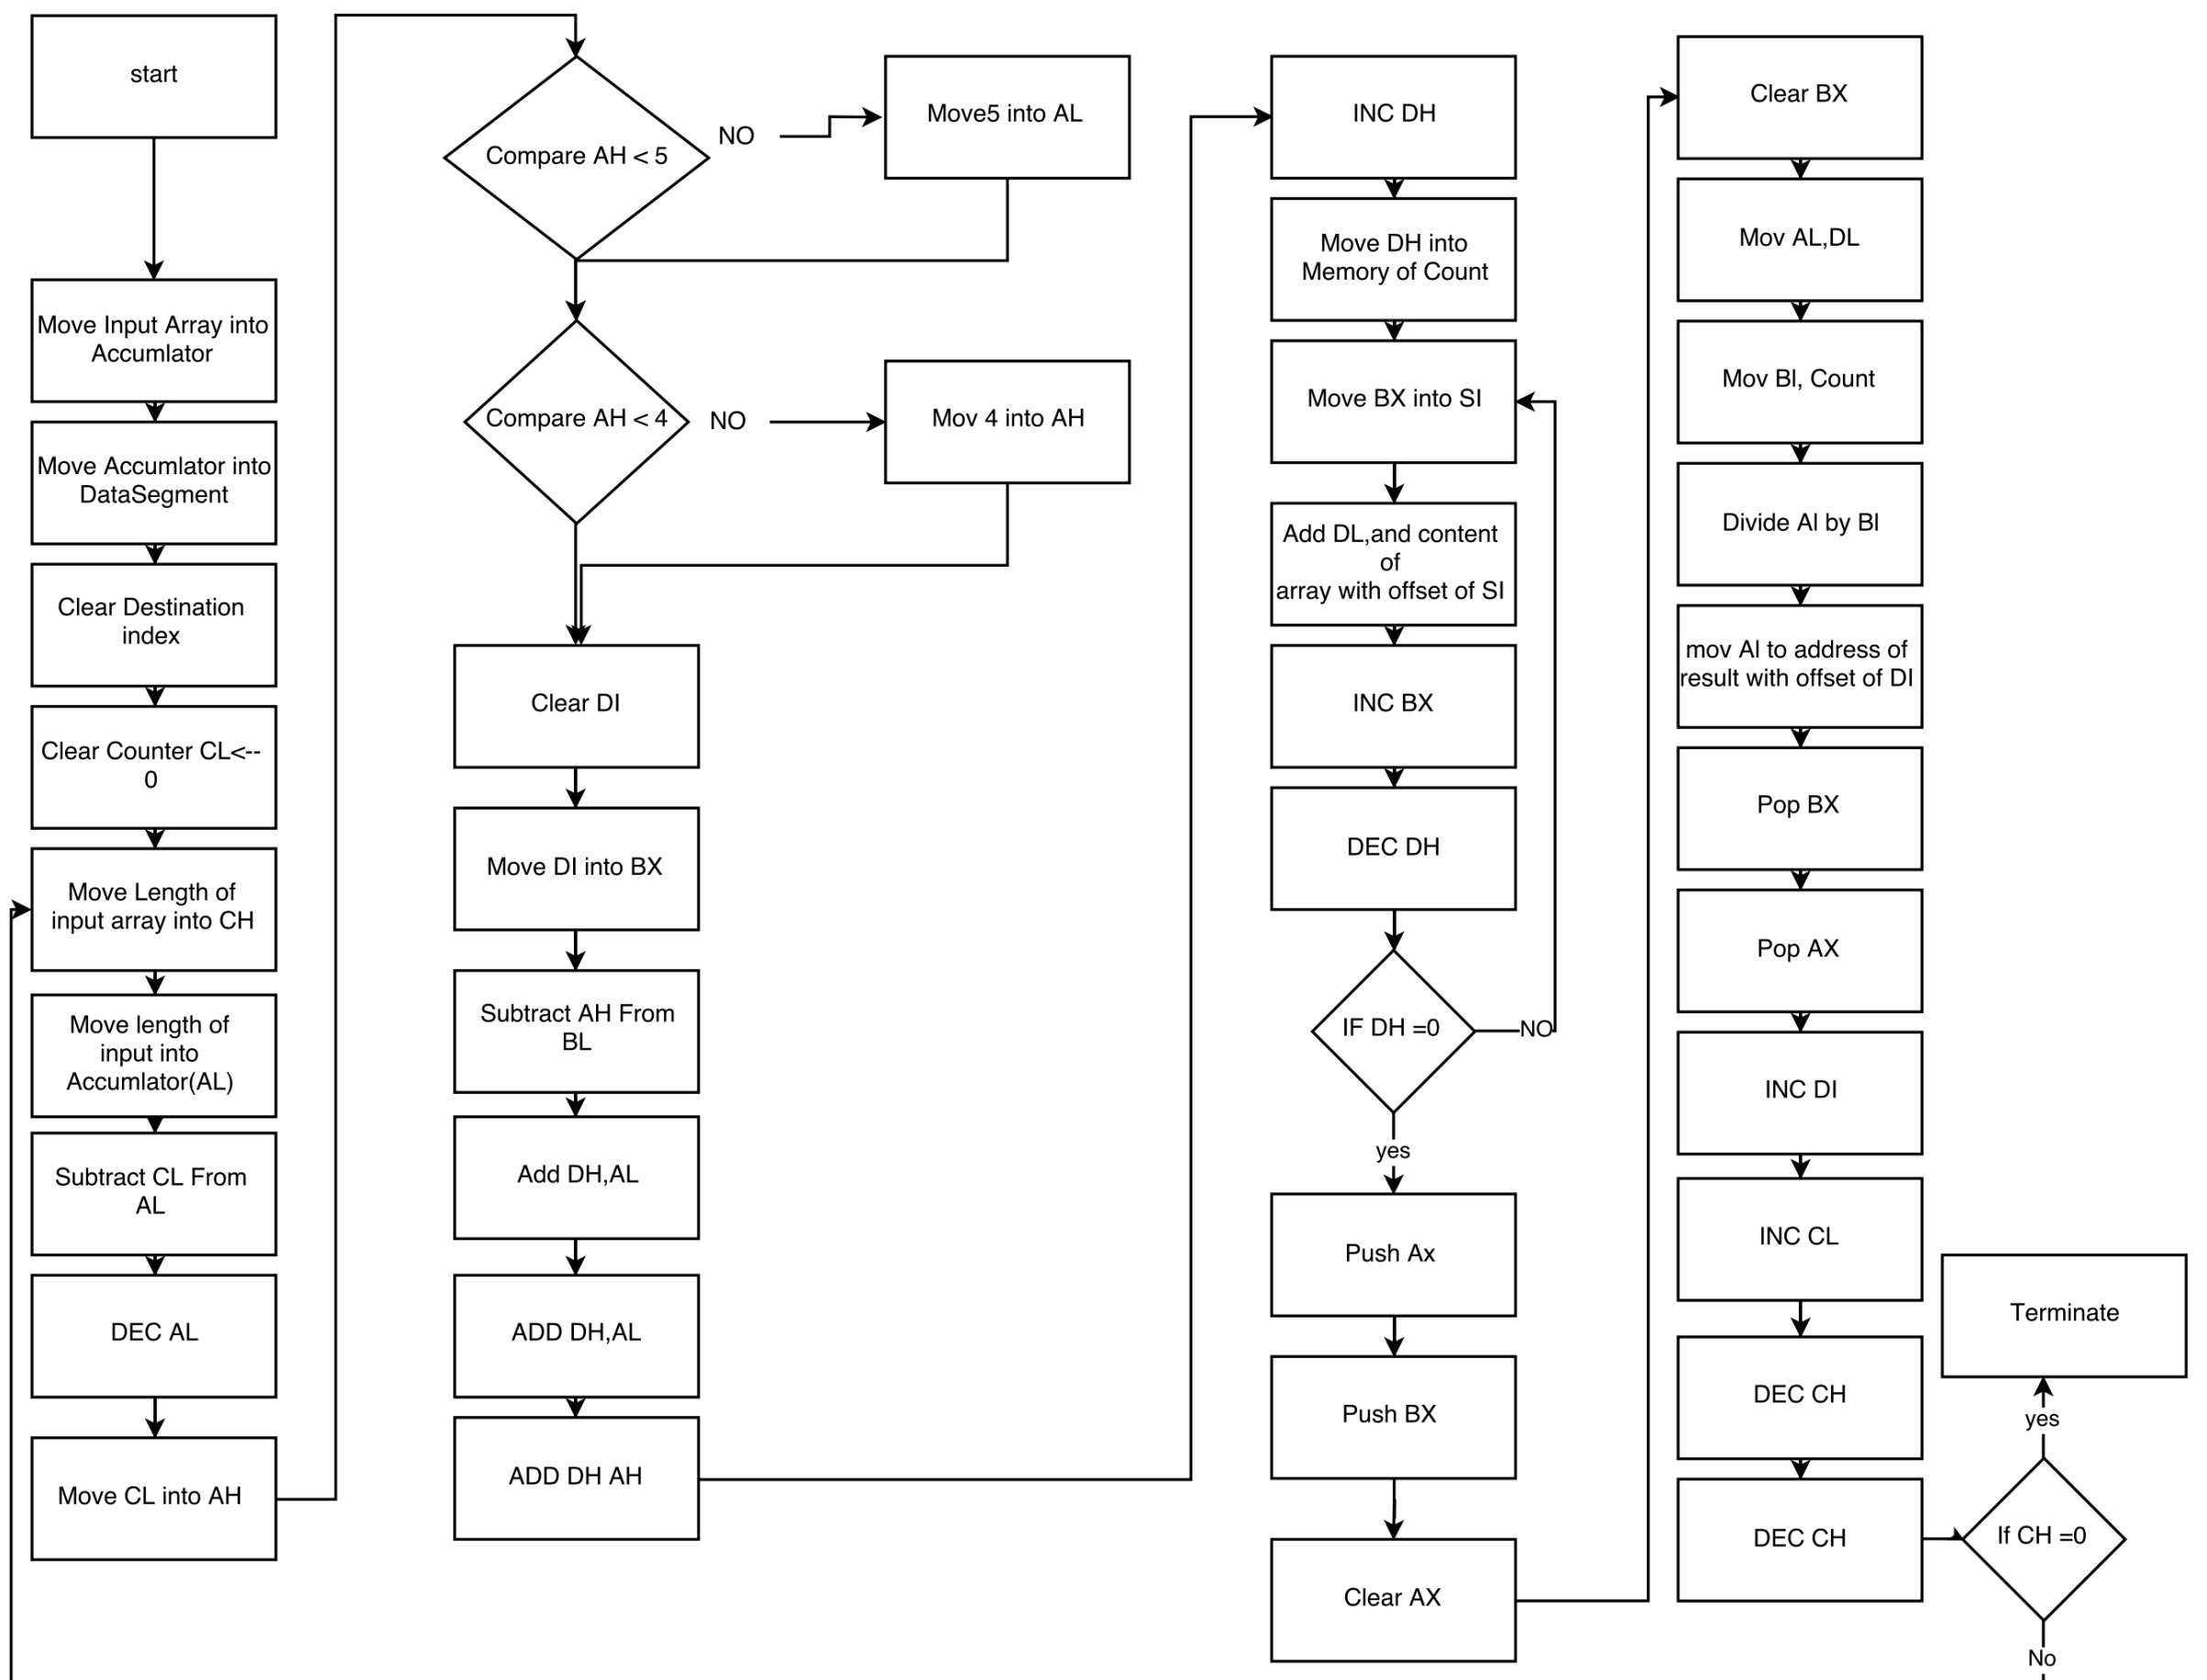 start
Move Input Array into
Accumlator
Move Accumlator into
DataSegment
Clear Destination
index
Clear Counter CL<--
0
Move Length of
input array into CH
Move length of
input into
Accumlator(AL)
Subtract CL From
AL
DEC AL
Move CL into AH
Compare AH < 5
NO
Move5 into AL
Compare AH < 4
NO
Mov 4 into AH
Clear DI
Move DI into BX
Subtract AH From
BL
Add DH,AL
ADD DH,AL
ADD DH AH
INC DH
Move DH into
Memory of Count
Move BX into SI
Add DL,and content
of
array with offset of SI
INC BX
DEC DH
IF DH =0
NO
yes
Push Ax
Push BX
Clear AX
Clear BX
Mov AL,DL
Mov Bl, Count
Divide Al by Bl
mov Al to address of
result with offset of DI
Pop BX
Pop AX
INC DI
INC CL
DEC CH
DEC CH
If CH =0
yes
Terminate
No